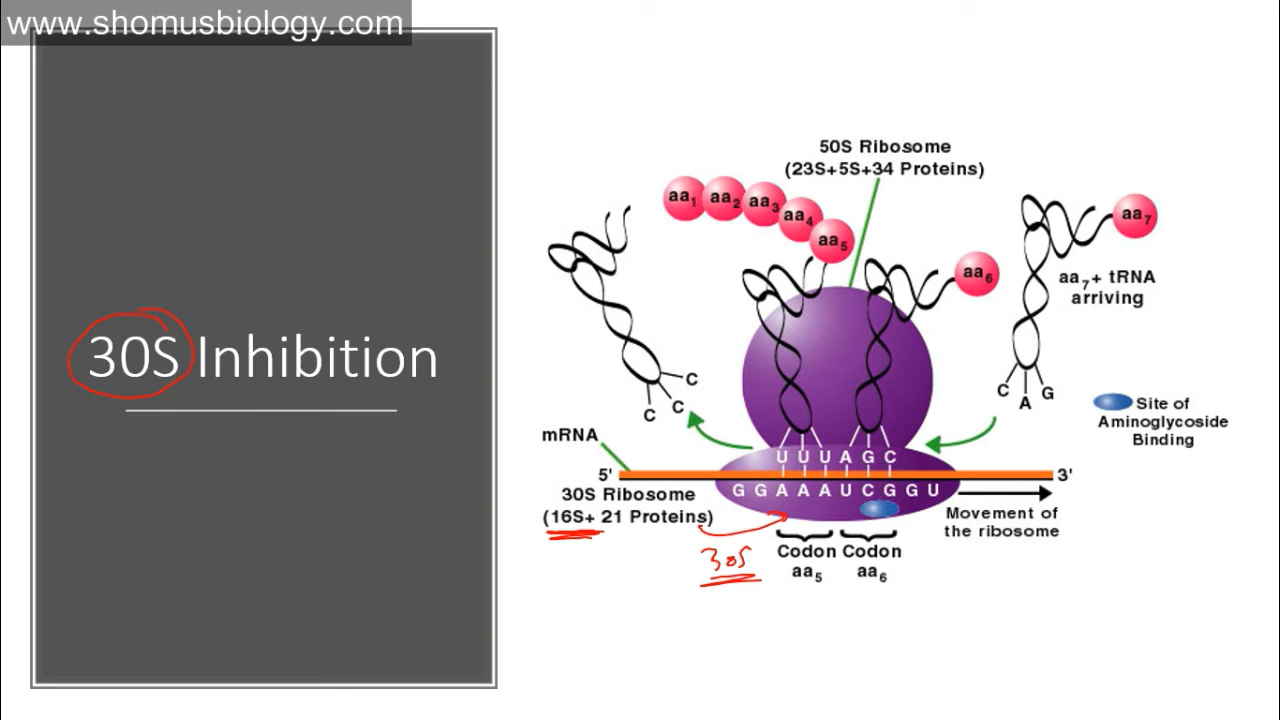 www.shomusbiology.com
30S Inhibition
50S Ribosome
(23S+5S+34 Proteins)
aa1 aa2 aa3 aa4 aa5
aa6
aa7
aa7+ tRNA
arriving
C
C
C
C A G
Site of
Aminoglycoside
Binding
mRNA
U U U A G C
5'
3'
30S Ribosome
(16S+ 21 Proteins)
G G A A A U C G G U
Movement of
the ribosome
30S
Codon Codon
aa5 aa6